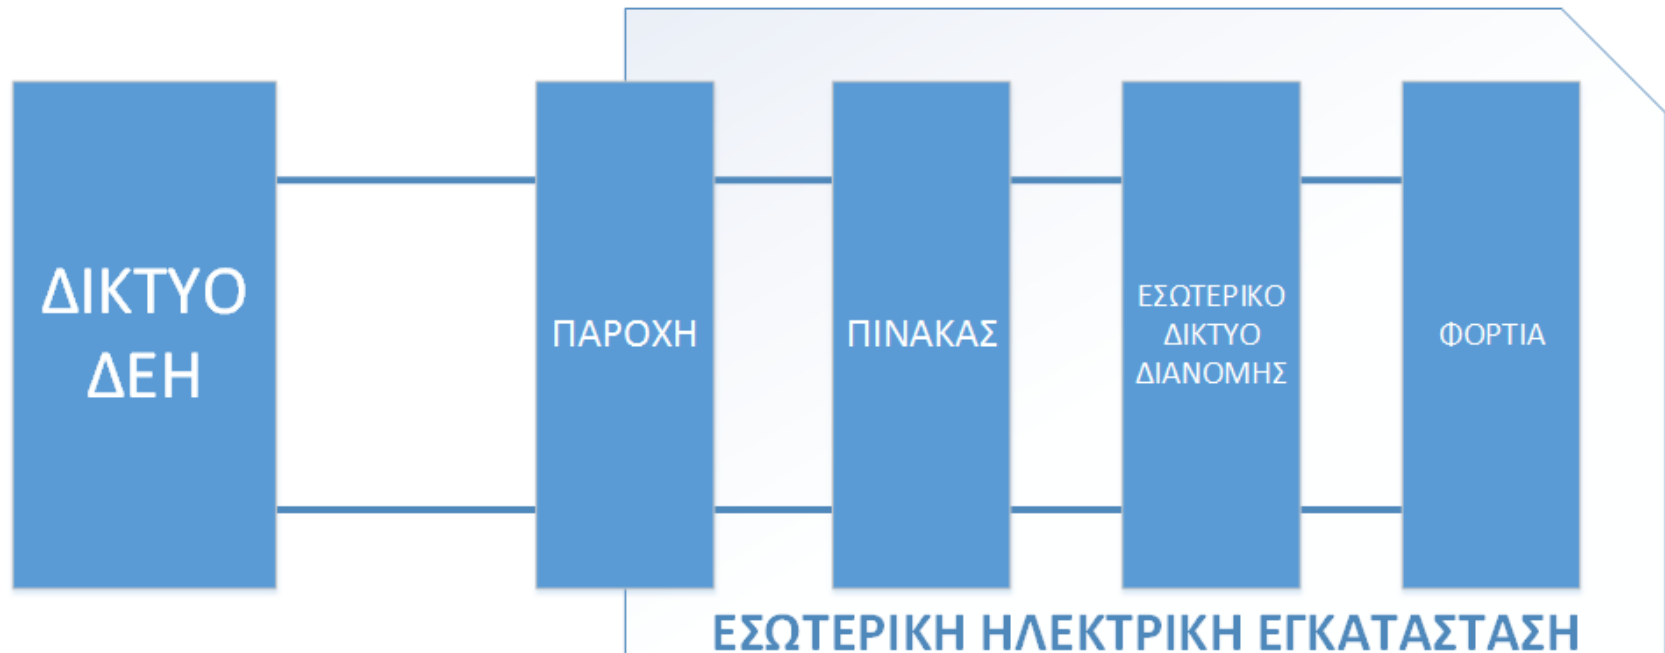 ΔΙΚΤΥΟ
ΔΕΗ
ΠΑΡΟΧΗ
ΠΙΝΑΚΑΣ
ΕΣΩΤΕΡΙΚΟ
ΔΙΚΤΥΟ
ΔΙΑΝΟΜΗΣ
ΦΟΡΤΙΑ
ΕΣΩΤΕΡΙΚΗ ΗΛΕΚΤΡΙΚΗ ΕΓΚΑΤΑΣΤΑΣΗ